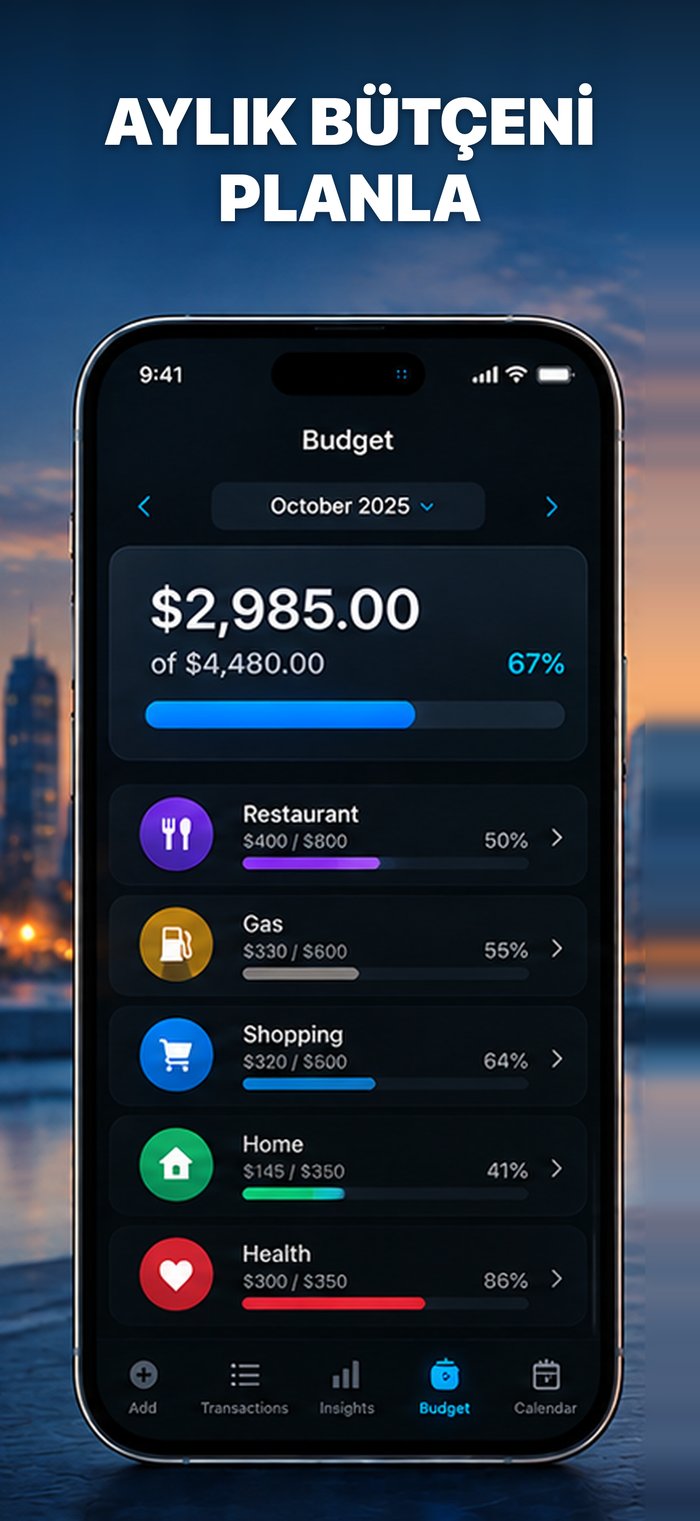 AYLIK BÜTÇENİ
PLANLA
9:41
Budget
October 2025
$2,985.00
of $4,480.00
67%
Restaurant
$400 / $800
50%
Gas
$330 / $600
55%
Shopping
$320 / $600
64%
Home
$145 / $350
41%
Health
$300 / $350
86%
Add
Transactions
Insights
Budget
Calendar